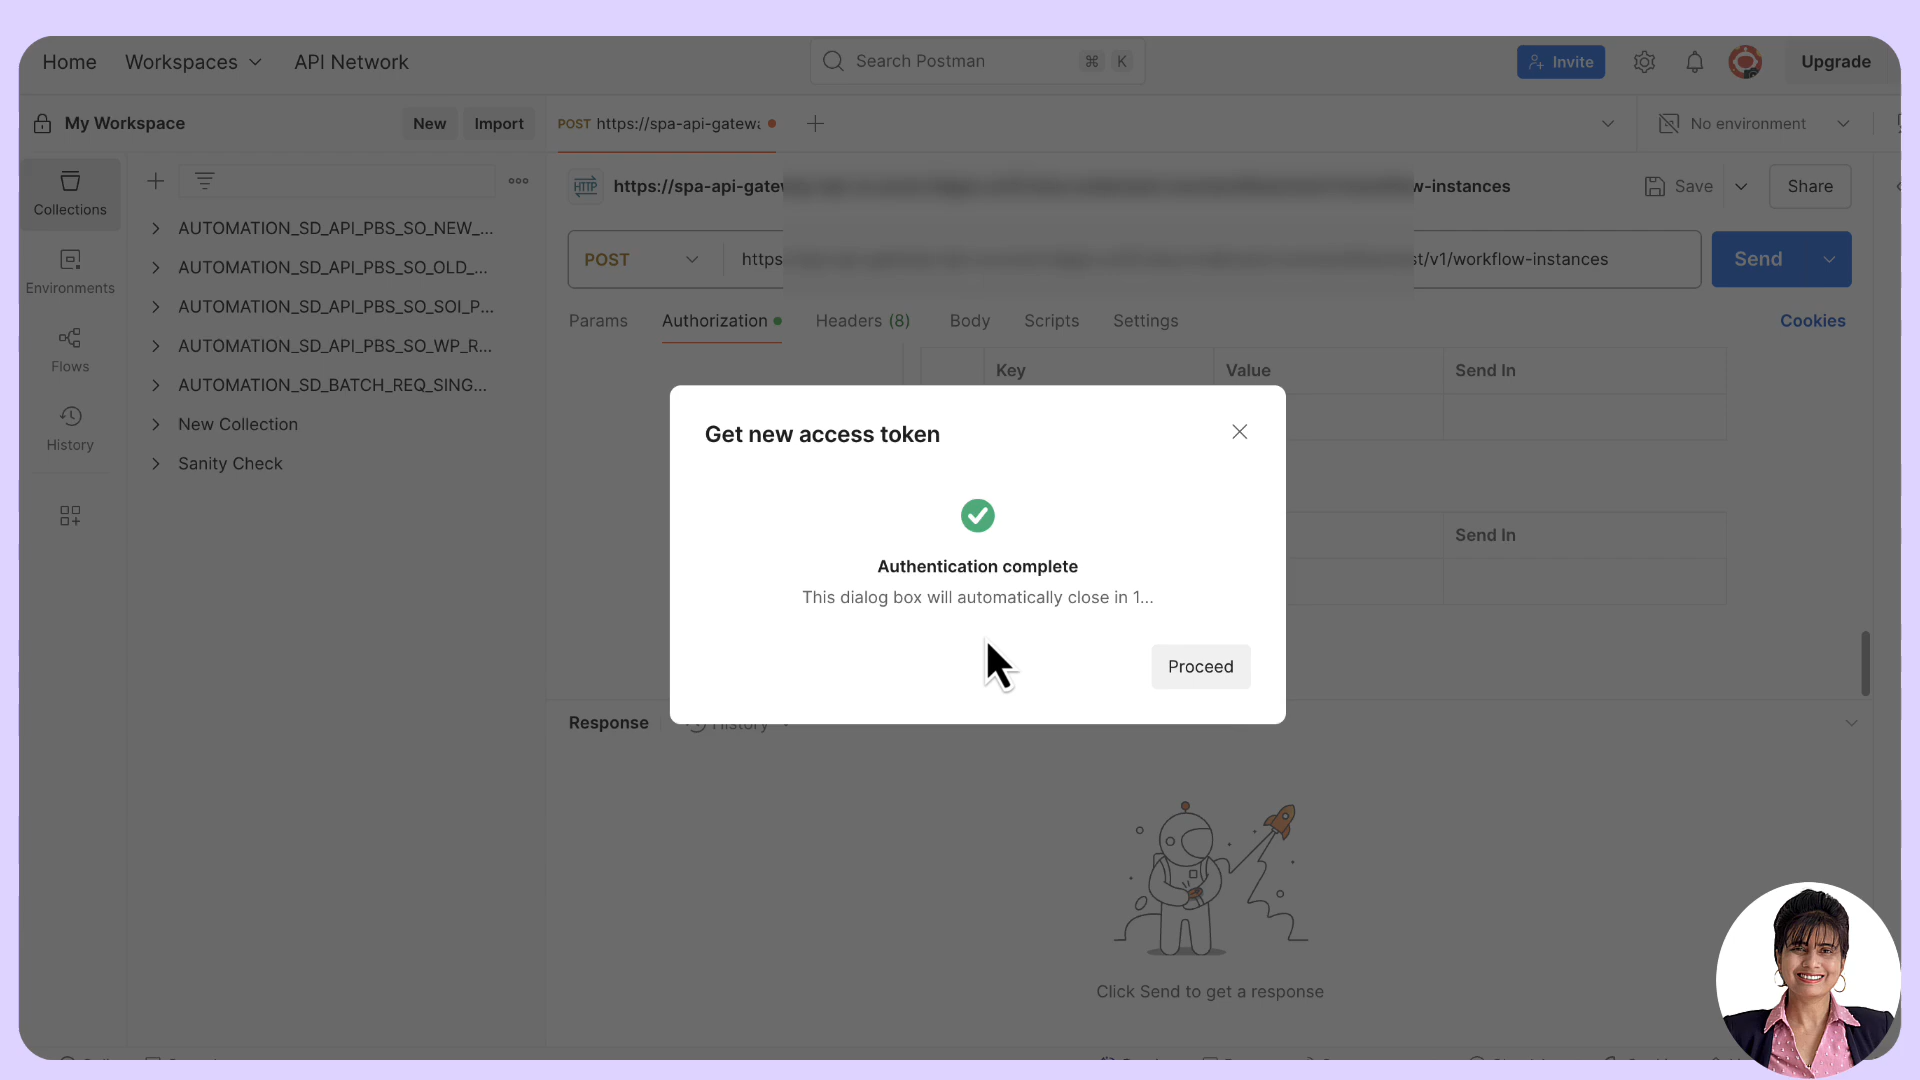 Home Workspaces API Network Search Postman ⌘ K Invite Upgrade
My Workspace New Import POST https://spa-api-gatewa No environment
Collections
Environments
Flows
History
AUTOMATION_SD_API_PBS_SO_NEW_...
AUTOMATION_SD_API_PBS_SO_OLD_...
AUTOMATION_SD_API_PBS_SO_SOI_P...
AUTOMATION_SD_API_PBS_SO_WP_R...
AUTOMATION_SD_BATCH_REQ_SING...
New Collection
Sanity Check
HTTP https://spa-api-gatew w-instances Save Share
POST https t/v1/workflow-instances Send
Params Authorization Headers (8) Body Scripts Settings Cookies
Key Value Send In
Send In
Get new access token
Authentication complete
This dialog box will automatically close in 1...
Proceed
Response History
Click Send to get a response